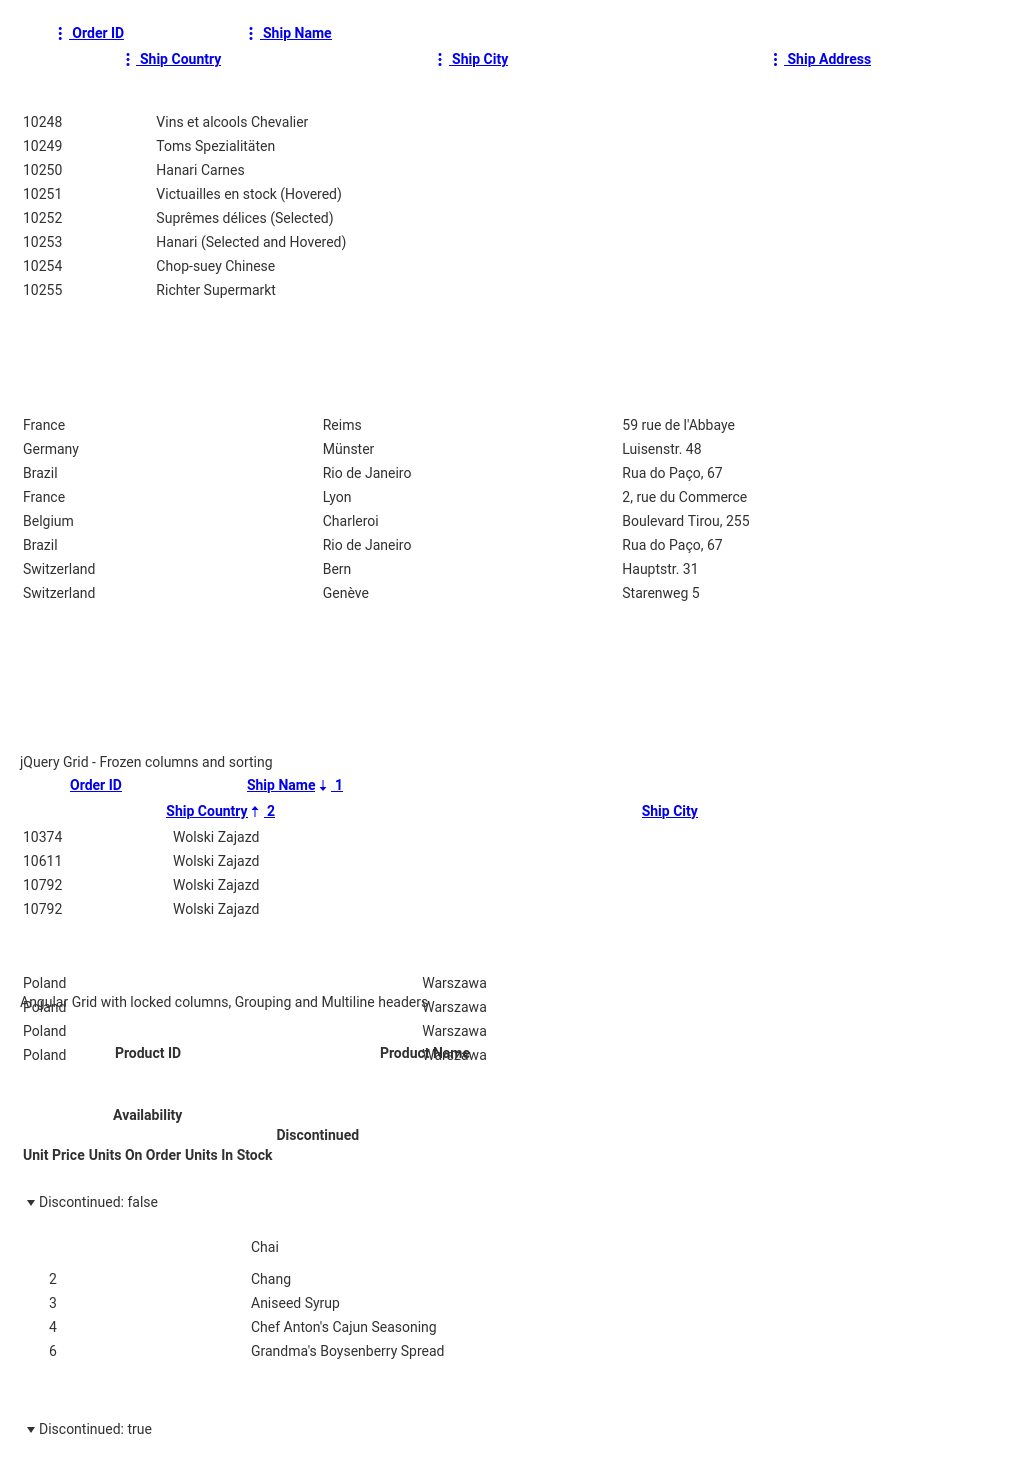 Order ID Ship Name
Ship Country Ship City Ship Address
10248 Vins et alcools Chevalier
10249 Toms Spezialitäten
10250 Hanari Carnes
10251 Victuailles en stock (Hovered)
10252 Suprêmes délices (Selected)
10253 Hanari (Selected and Hovered)
10254 Chop-suey Chinese
10255 Richter Supermarkt
France Reims 59 rue de l'Abbaye
Germany Münster Luisenstr. 48
Brazil Rio de Janeiro Rua do Paço, 67
France Lyon 2, rue du Commerce
Belgium Charleroi Boulevard Tirou, 255
Brazil Rio de Janeiro Rua do Paço, 67
Switzerland Bern Hauptstr. 31
Switzerland Genève Starenweg 5
jQuery Grid - Frozen columns and sorting
Order ID Ship Name ↓ 1
Ship Country ↑ 2 Ship City
10374 Wolski Zajazd
10611 Wolski Zajazd
10792 Wolski Zajazd
10792 Wolski Zajazd
Poland Warszawa
Angular Grid with locked columns, Grouping and Multiline headers
Poland Warszawa
Poland Warszawa
Product ID Product Name
Poland Warszawa
Availability
Discontinued
Unit Price Units On Order Units In Stock
Discontinued: false
Chai
2 Chang
3 Aniseed Syrup
4 Chef Anton's Cajun Seasoning
6 Grandma's Boysenberry Spread
Discontinued: true